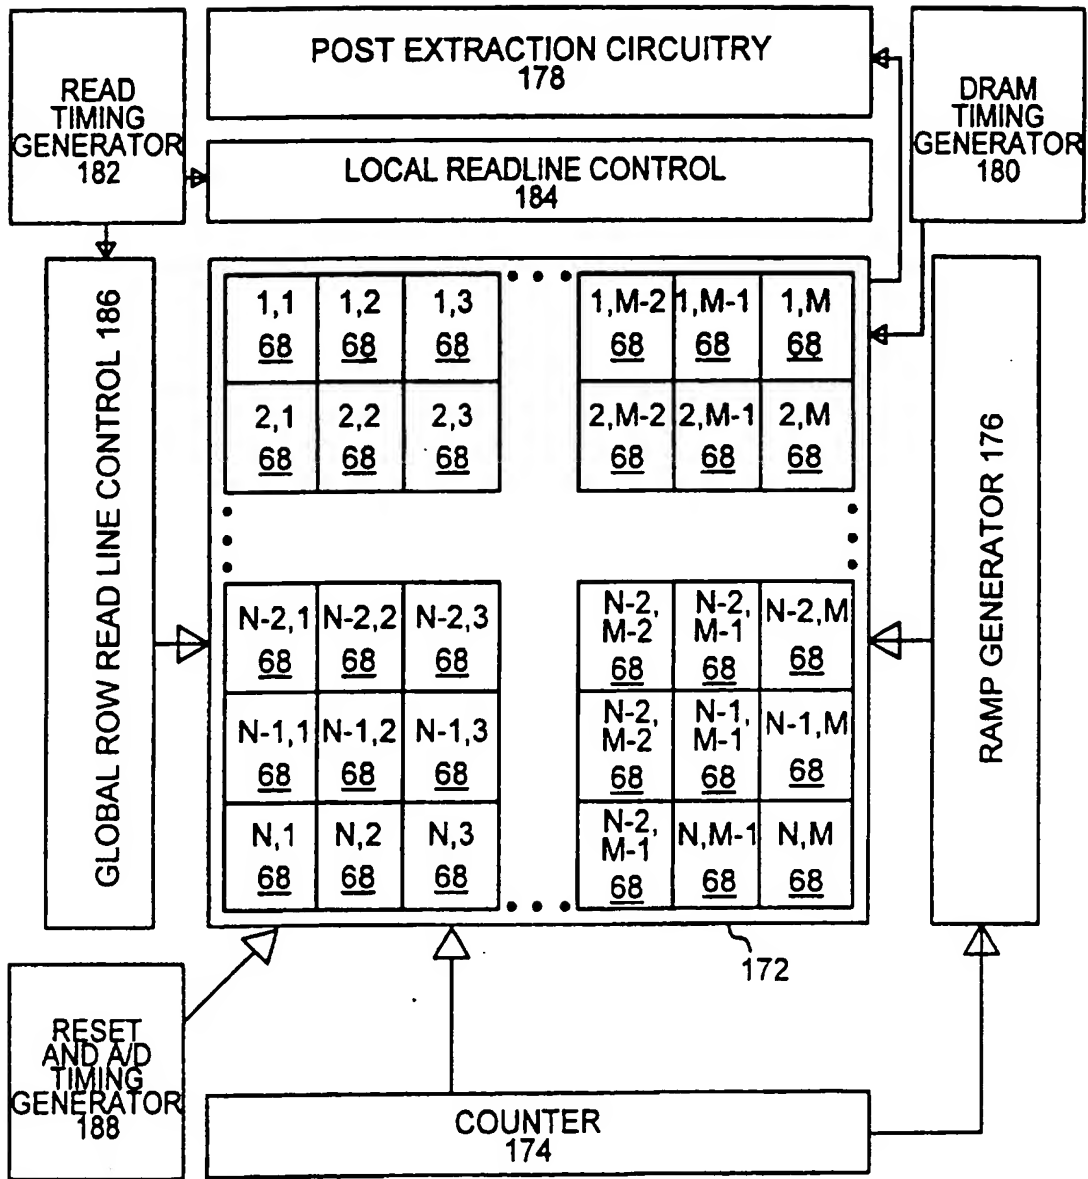 READ
TIMING
GENERATOR
182
POST EXTRACTION CIRCUITRY
178
DRAM
TIMING
GENERATOR
180
LOCAL READLINE CONTROL
184
GLOBAL ROW READ LINE CONTROL 186
1,1 1,2 1,3 1,M-2 1,M-1 1,M
68 68 68 68 68 68
2,1 2,2 2,3 2,M-2 2,M-1 2,M
68 68 68 68 68 68
N-2,1 N-2,2 N-2,3 N-2, M-2 N-2, M-1 N-2,M
68 68 68 68 68 68
N-1,1 N-1,2 N-1,3 N-2, M-2 N-1, M-1 N-1,M
68 68 68 68 68 68
N,1 N,2 N,3 N-2, M-1 N,M-1 N,M
68 68 68 68 68 68
RAMP GENERATOR 176
172
RESET
AND A/D
TIMING
GENERATOR
188
COUNTER
174